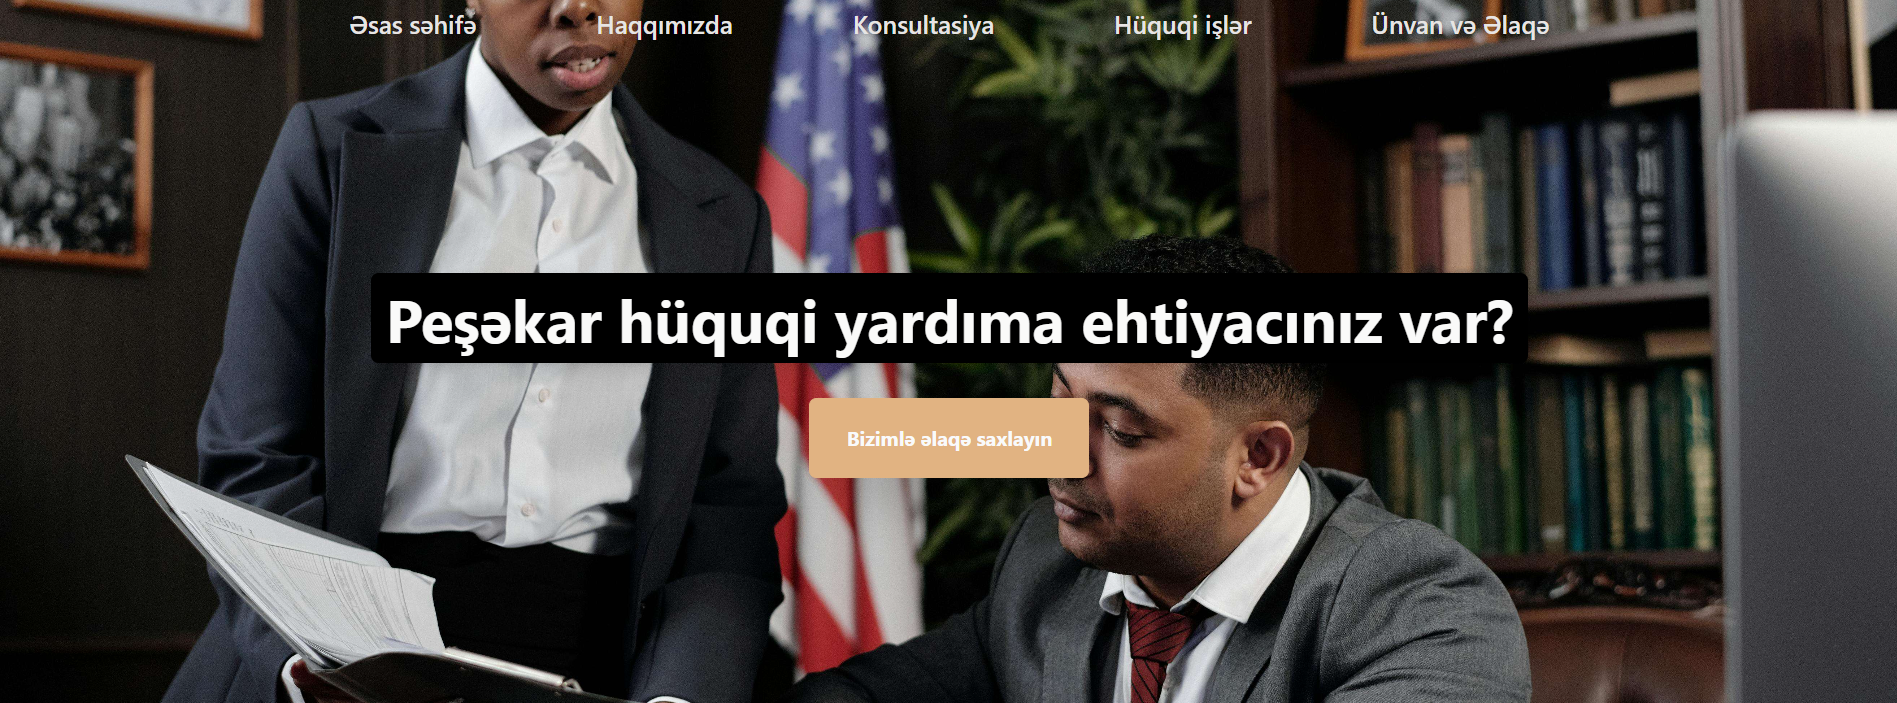 Əsas səhifə Haqqımızda Konsultasiya Hüquqi işlər Ünvan və Əlaqə
Peşəkar hüquqi yardıma ehtiyacınız var?
Bizimlə əlaqə saxlayın